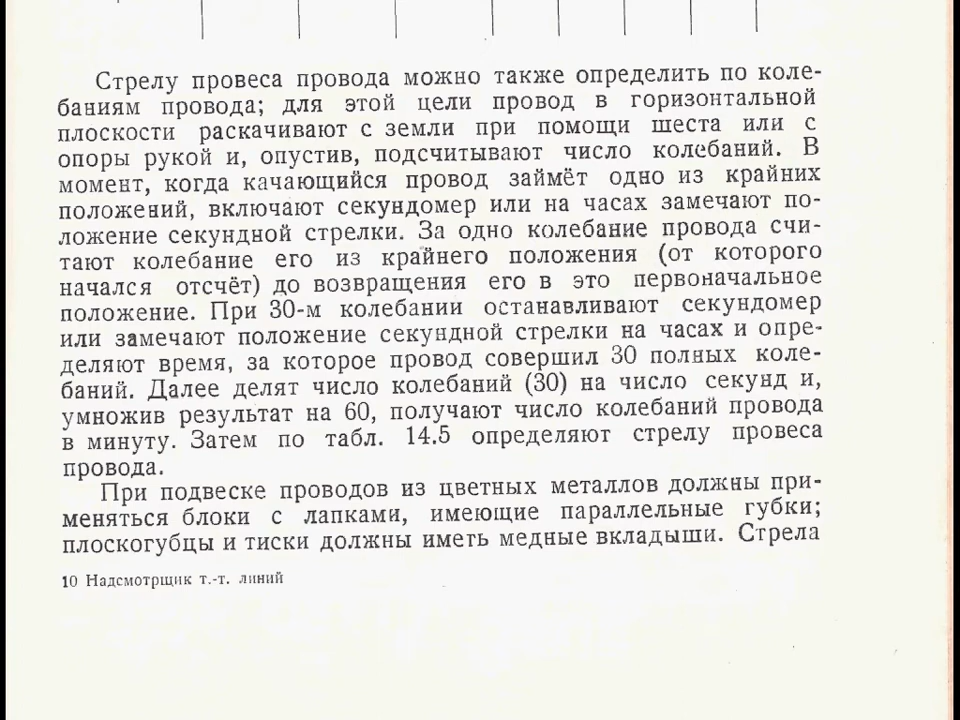 Стрелу провеса провода можно также определить по коле-
баниям провода; для этой цели провод в горизонтальной
плоскости раскачивают с земли при помощи шеста или с
опоры рукой и, опустив, подсчитывают число колебаний. В
момент, когда качающийся провод займёт одно из крайних
положений, включают секундомер или на часах замечают по-
ложение секундной стрелки. За одно колебание провода счи-
тают колебание его из крайнего положения (от которого
начался отсчёт) до возвращения его в это первоначальное
положение. При 30-м колебании останавливают секундомер
или замечают положение секундной стрелки на часах и опре-
деляют время, за которое провод совершил 30 полных коле-
баний. Далее делят число колебаний (30) на число секунд и,
умножив результат на 60, получают число колебаний провода
в минуту. Затем по табл. 14.5 определяют стрелу провеса
провода.
При подвеске проводов из цветных металлов должны при-
меняться блоки с лапками, имеющие параллельные губки;
плоскогубцы и тиски должны иметь медные вкладыши. Стрела
10 Надсмотрщик т.-т. линий